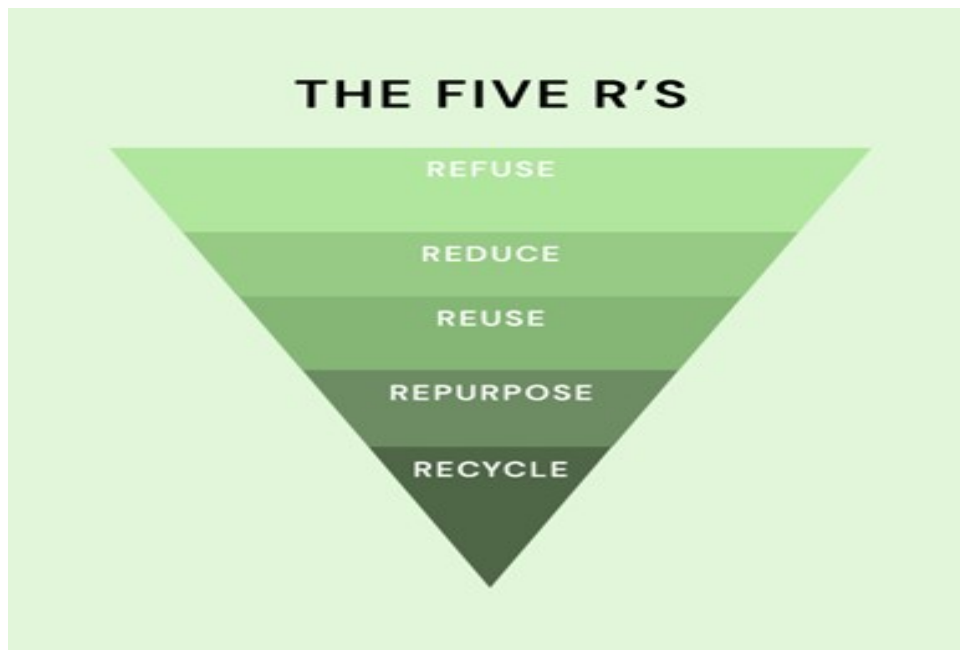 THE FIVE R’S
REFUSE
REDUCE
REUSE
REPURPOSE
RECYCLE